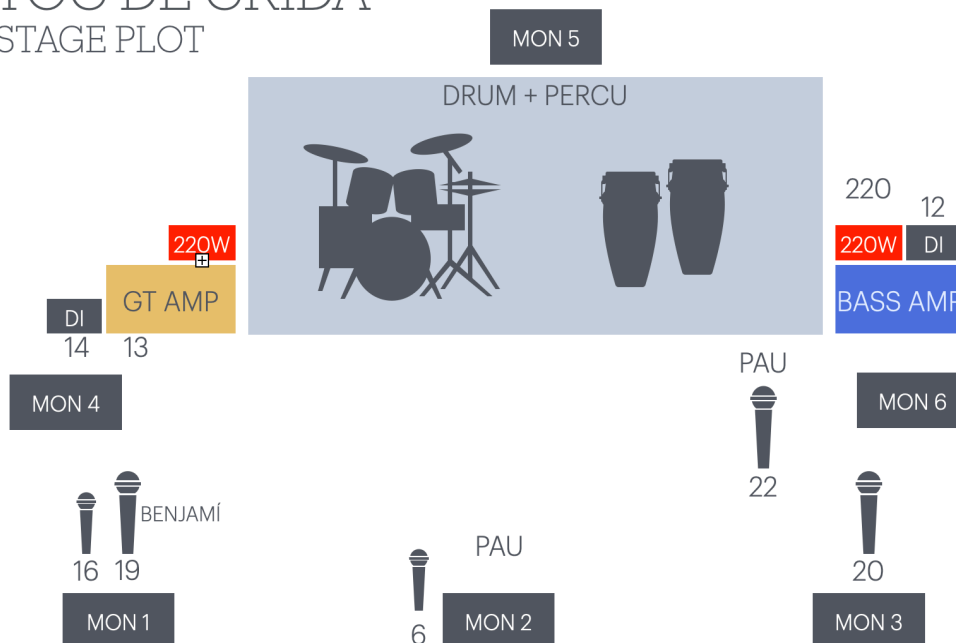 STAGE PLOT
MON 5
DRUM + PERCU
220
12
220W
220W
DI
GT AMP
BASS AMP
DI
14
13
PAU
MON 4
MON 6
22
BENJAMÍ
16
19
20
PAU
6
MON 1
MON 2
MON 3